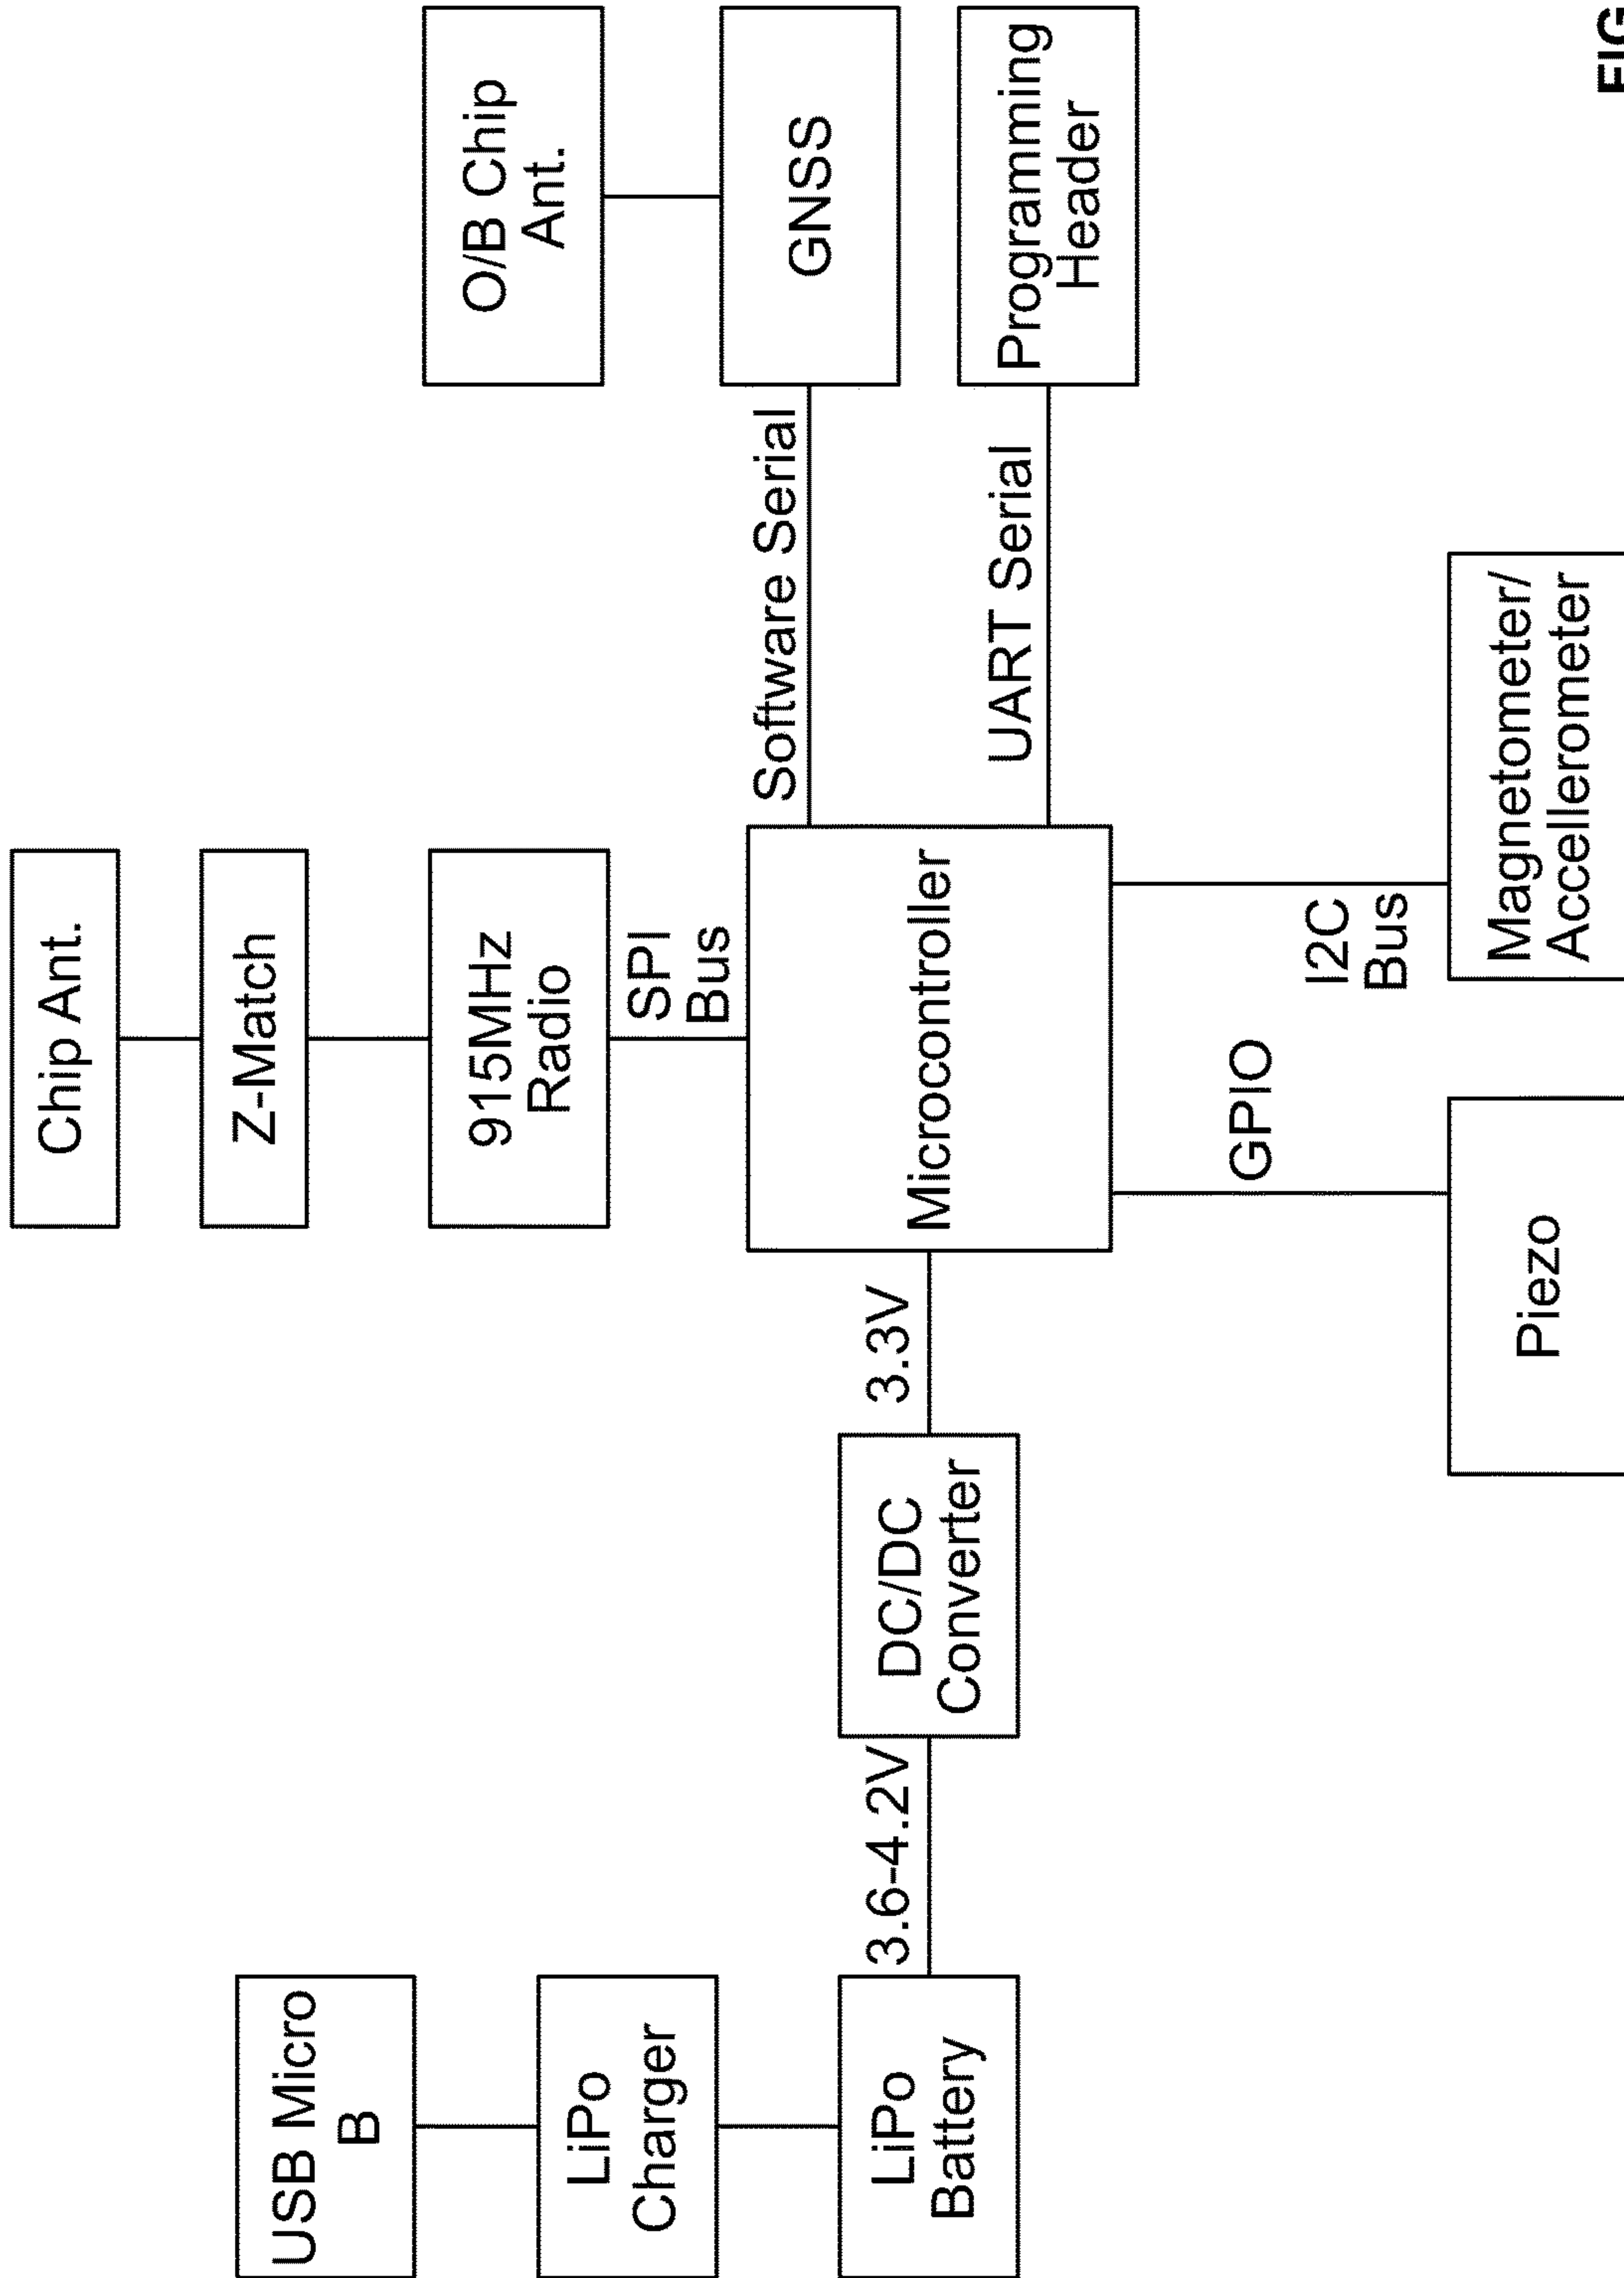 Chip Ant.
Z-Match
915MHz
Radio
SPI
Bus
O/B Chip
Ant.
GNSS
Programming
Header
Software Serial
UART Serial
USB Micro
B
LiPo
Charger
LiPo
Battery
3.6-4.2V
DC/DC
Converter
3.3V
Microcontroller
GPIO
I2C
Bus
Piezo
Magnetometer/
Accellerometer
FIG